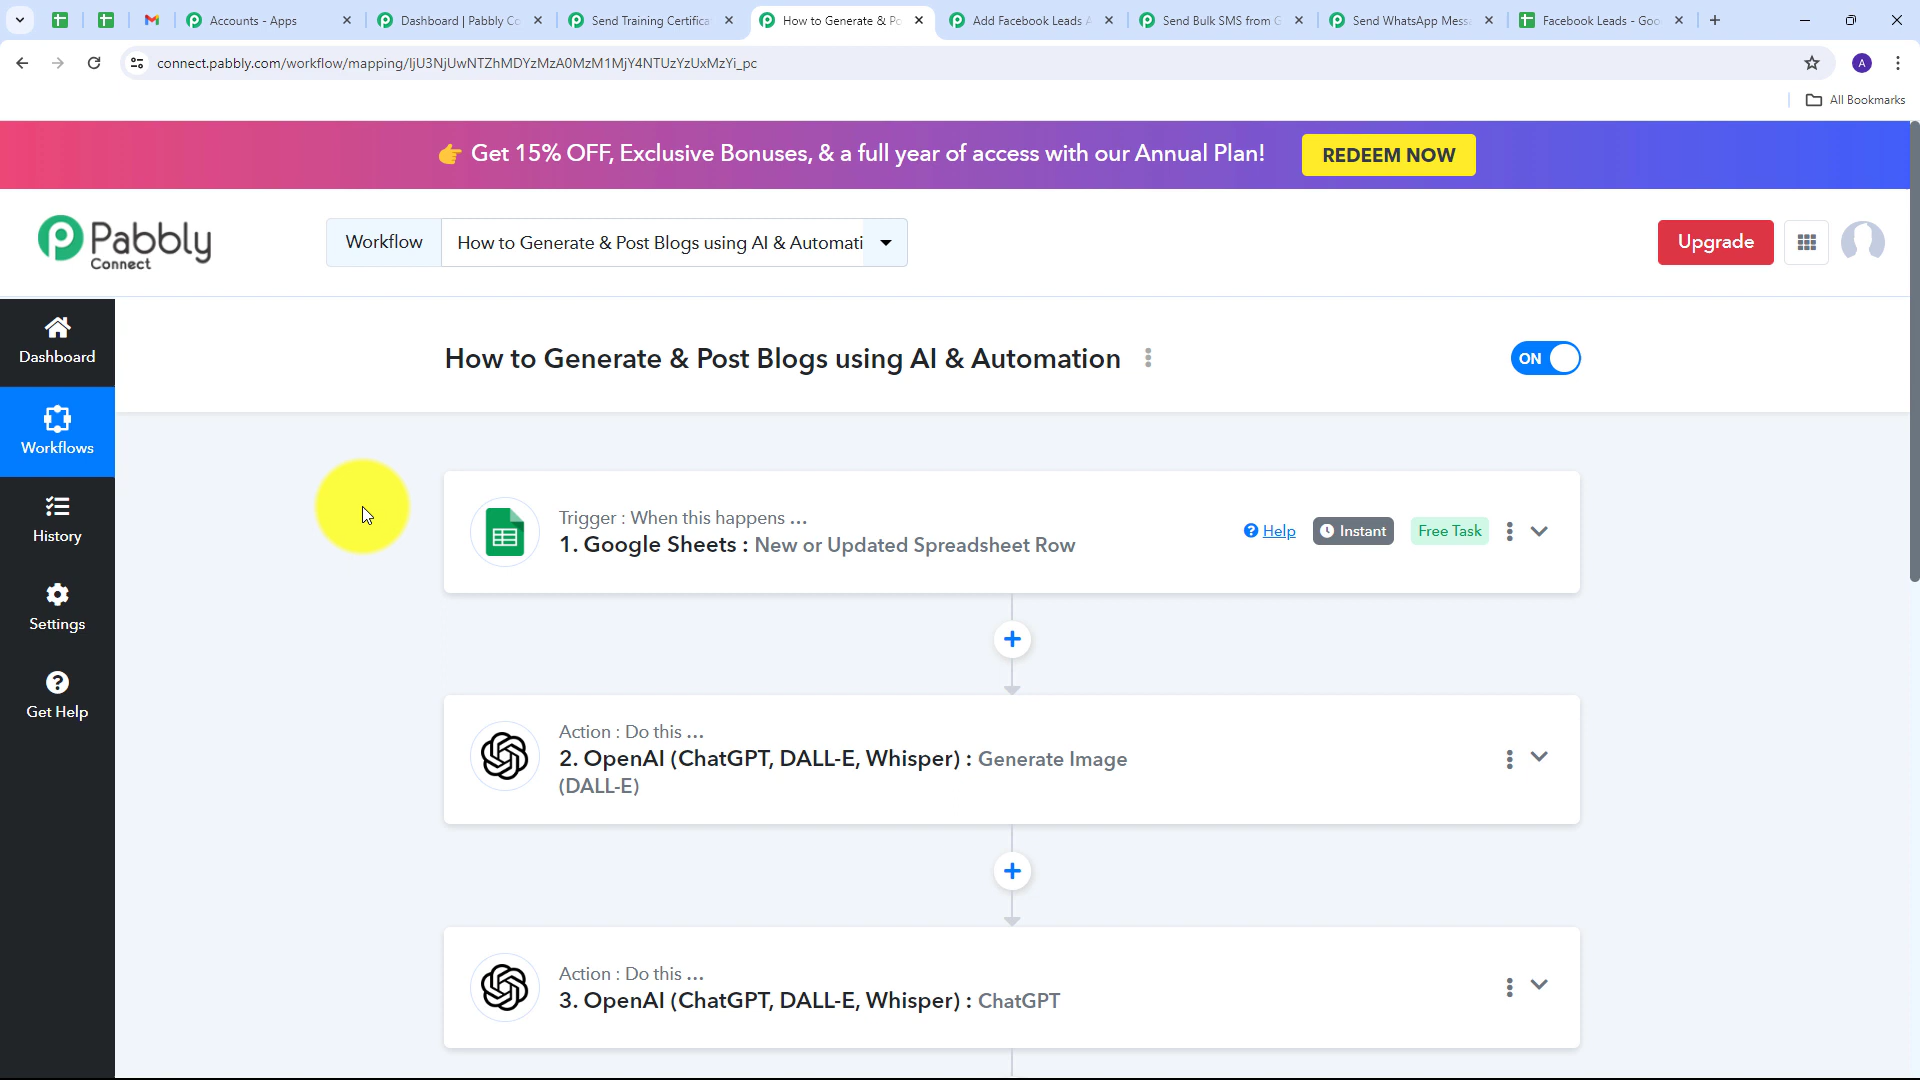 Accounts - Apps
Dashboard | Pabbly Co
Send Training Certifica
How to Generate & Po
Add Facebook Leads A
Send Bulk SMS from G
Send WhatsApp Mess
Facebook Leads - Goo
connect.pabbly.com/workflow/mapping/IjU3NjUwNTZhMDYzMzA0MzM1MjY4NTUzYzUxMzYi_pc
A
All Bookmarks
Get 15% OFF, Exclusive Bonuses, & a full year of access with our Annual Plan!
REDEEM NOW
Pabbly
Connect
Workflow
How to Generate & Post Blogs using AI & Automati
Upgrade
Dashboard
Workflows
History
Settings
Get Help
How to Generate & Post Blogs using AI & Automation
ON
Trigger : When this happens ...
1. Google Sheets : New or Updated Spreadsheet Row
Help
Instant
Free Task
Action : Do this ...
2. OpenAI (ChatGPT, DALL-E, Whisper) : Generate Image
(DALL-E)
Action : Do this ...
3. OpenAI (ChatGPT, DALL-E, Whisper) : ChatGPT